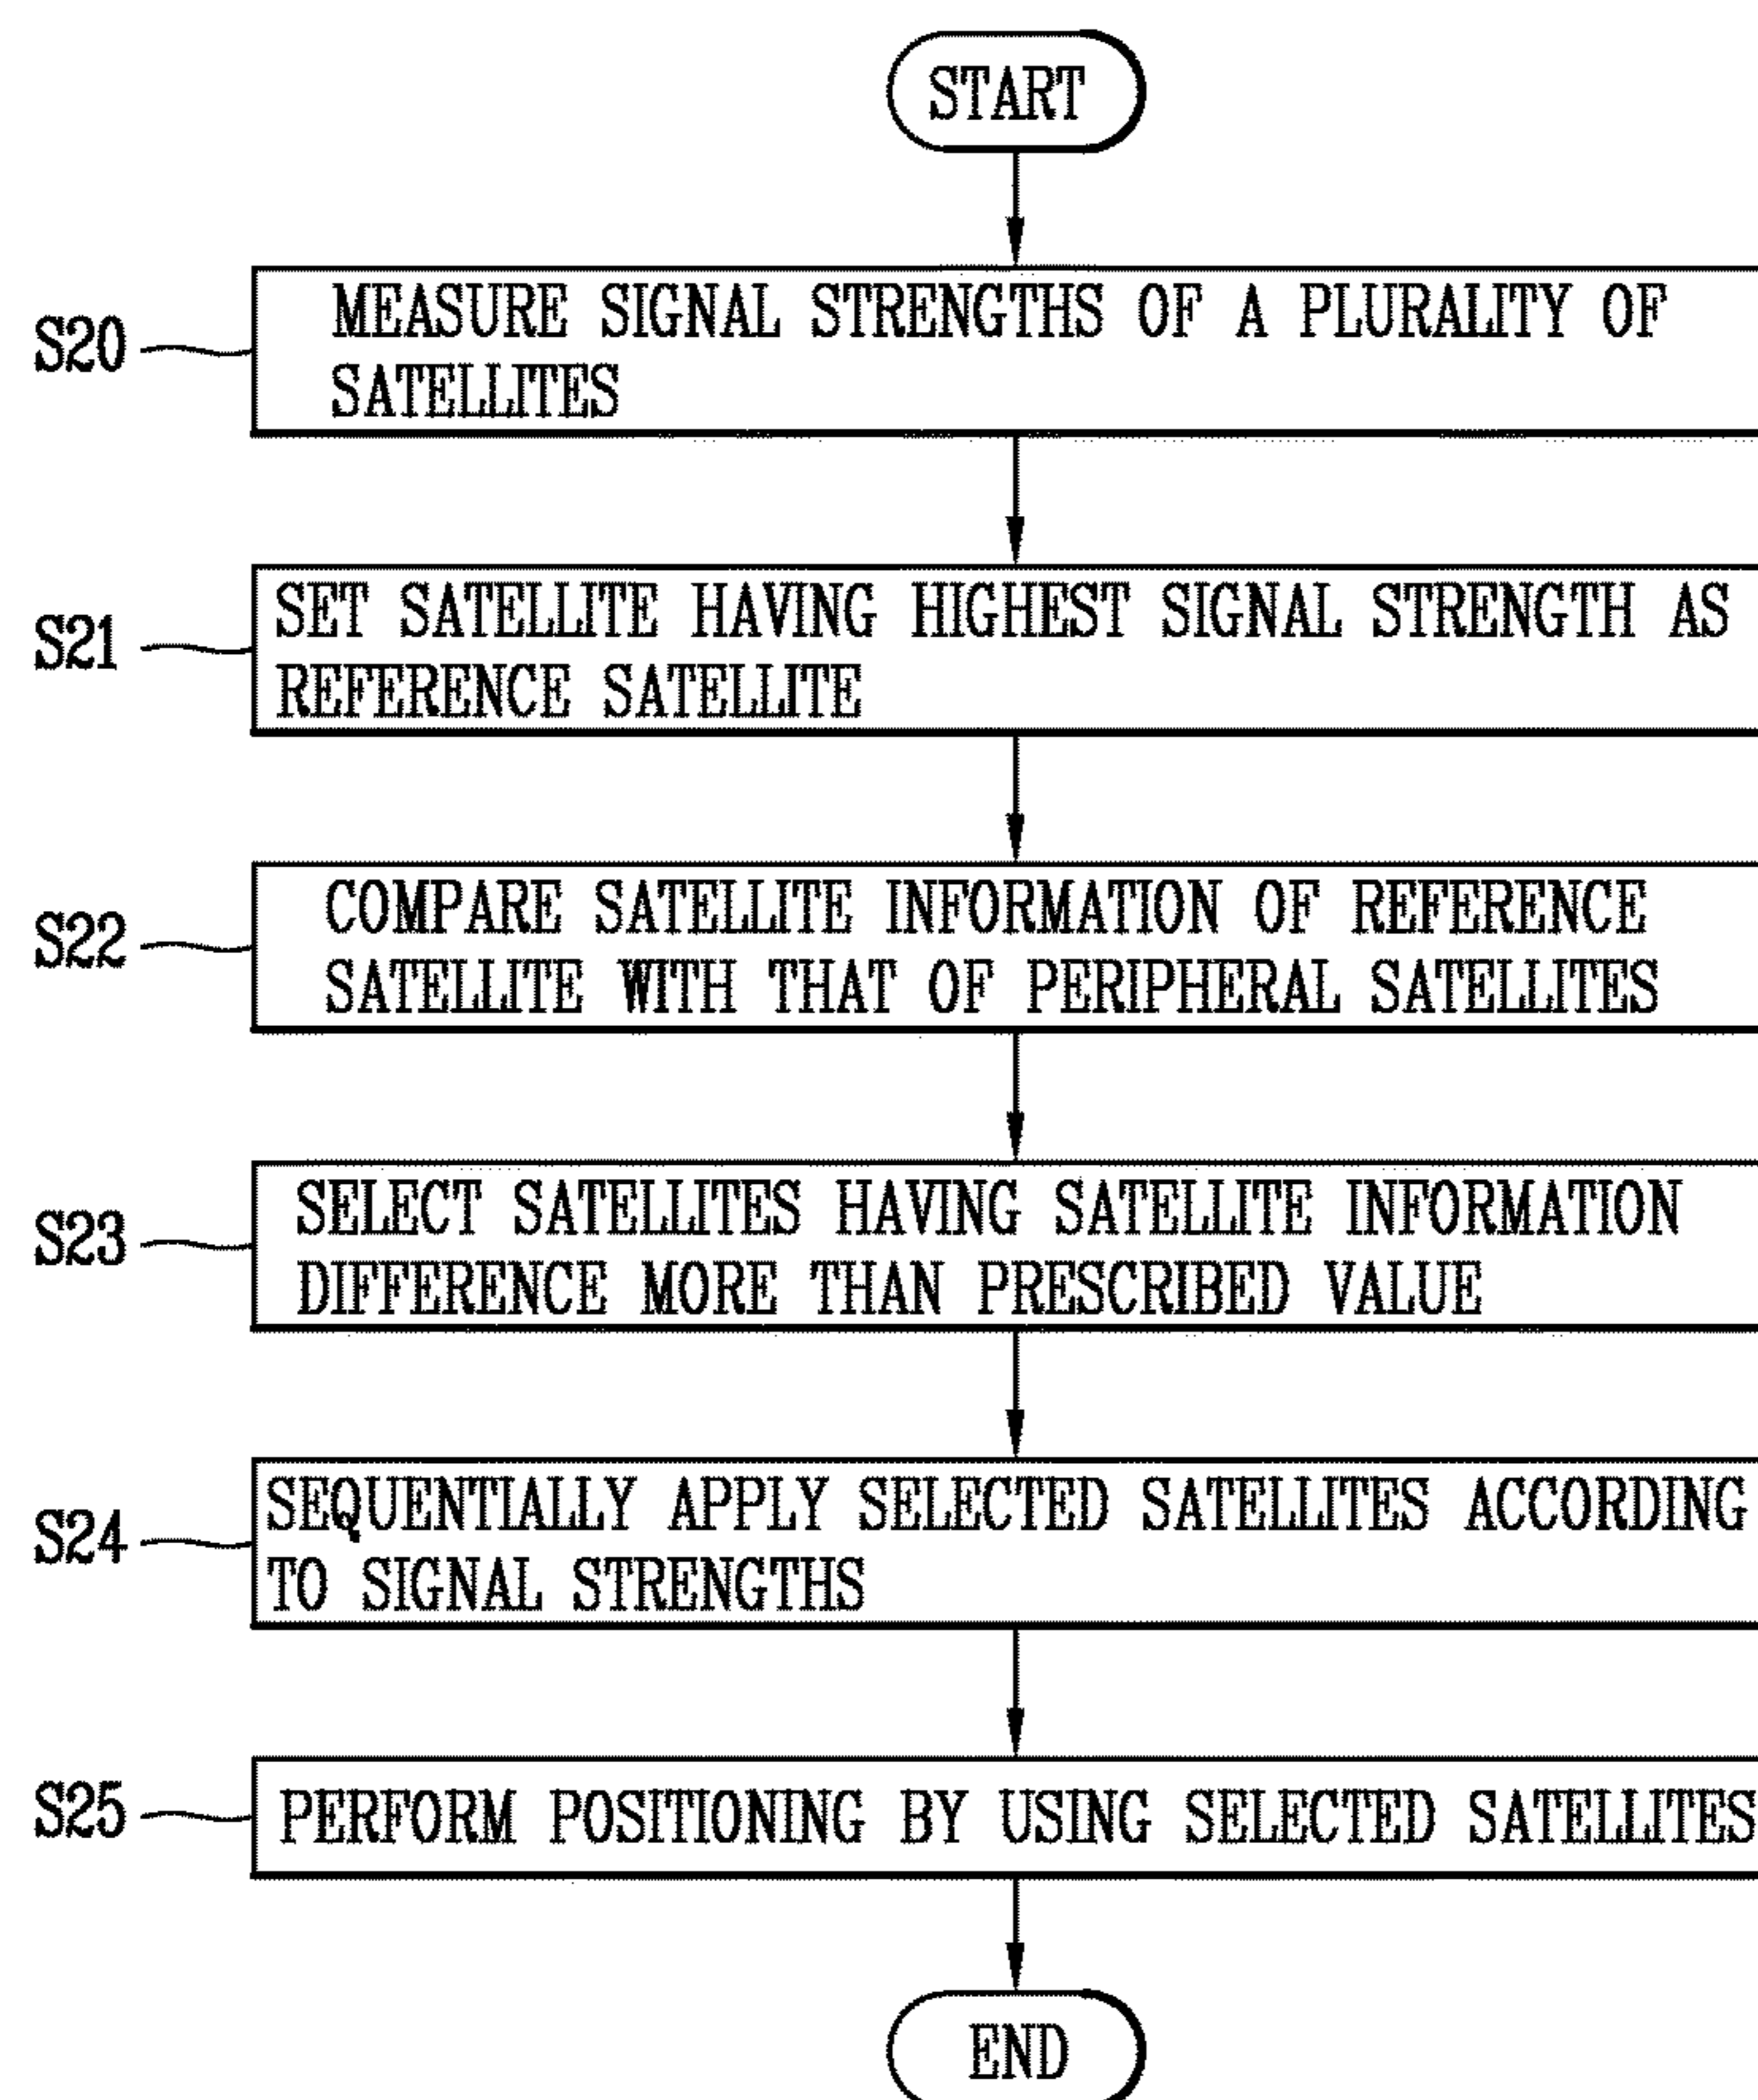 START
S20
MEASURE SIGNAL STRENGTHS OF A PLURALITY OF
SATELLITES
S21
SET SATELLITE HAVING HIGHEST SIGNAL STRENGTH AS
REFERENCE SATELLITE
S22
COMPARE SATELLITE INFORMATION OF REFERENCE
SATELLITE WITH THAT OF PERIPHERAL SATELLITES
S23
SELECT SATELLITES HAVING SATELLITE INFORMATION
DIFFERENCE MORE THAN PRESCRIBED VALUE
S24
SEQUENTIALLY APPLY SELECTED SATELLITES ACCORDING
TO SIGNAL STRENGTHS
S25
PERFORM POSITIONING BY USING SELECTED SATELLITES
END